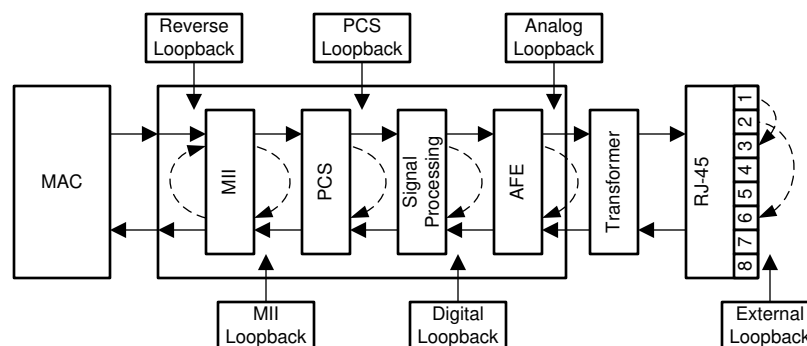 Reverse
Loopback
PCS
Loopback
Analog
Loopback
MAC
MII
PCS
Signal
Processing
AFE
Transformer
RJ-45
1
2
3
4
5
6
7
8
MII
Loopback
Digital
Loopback
External
Loopback